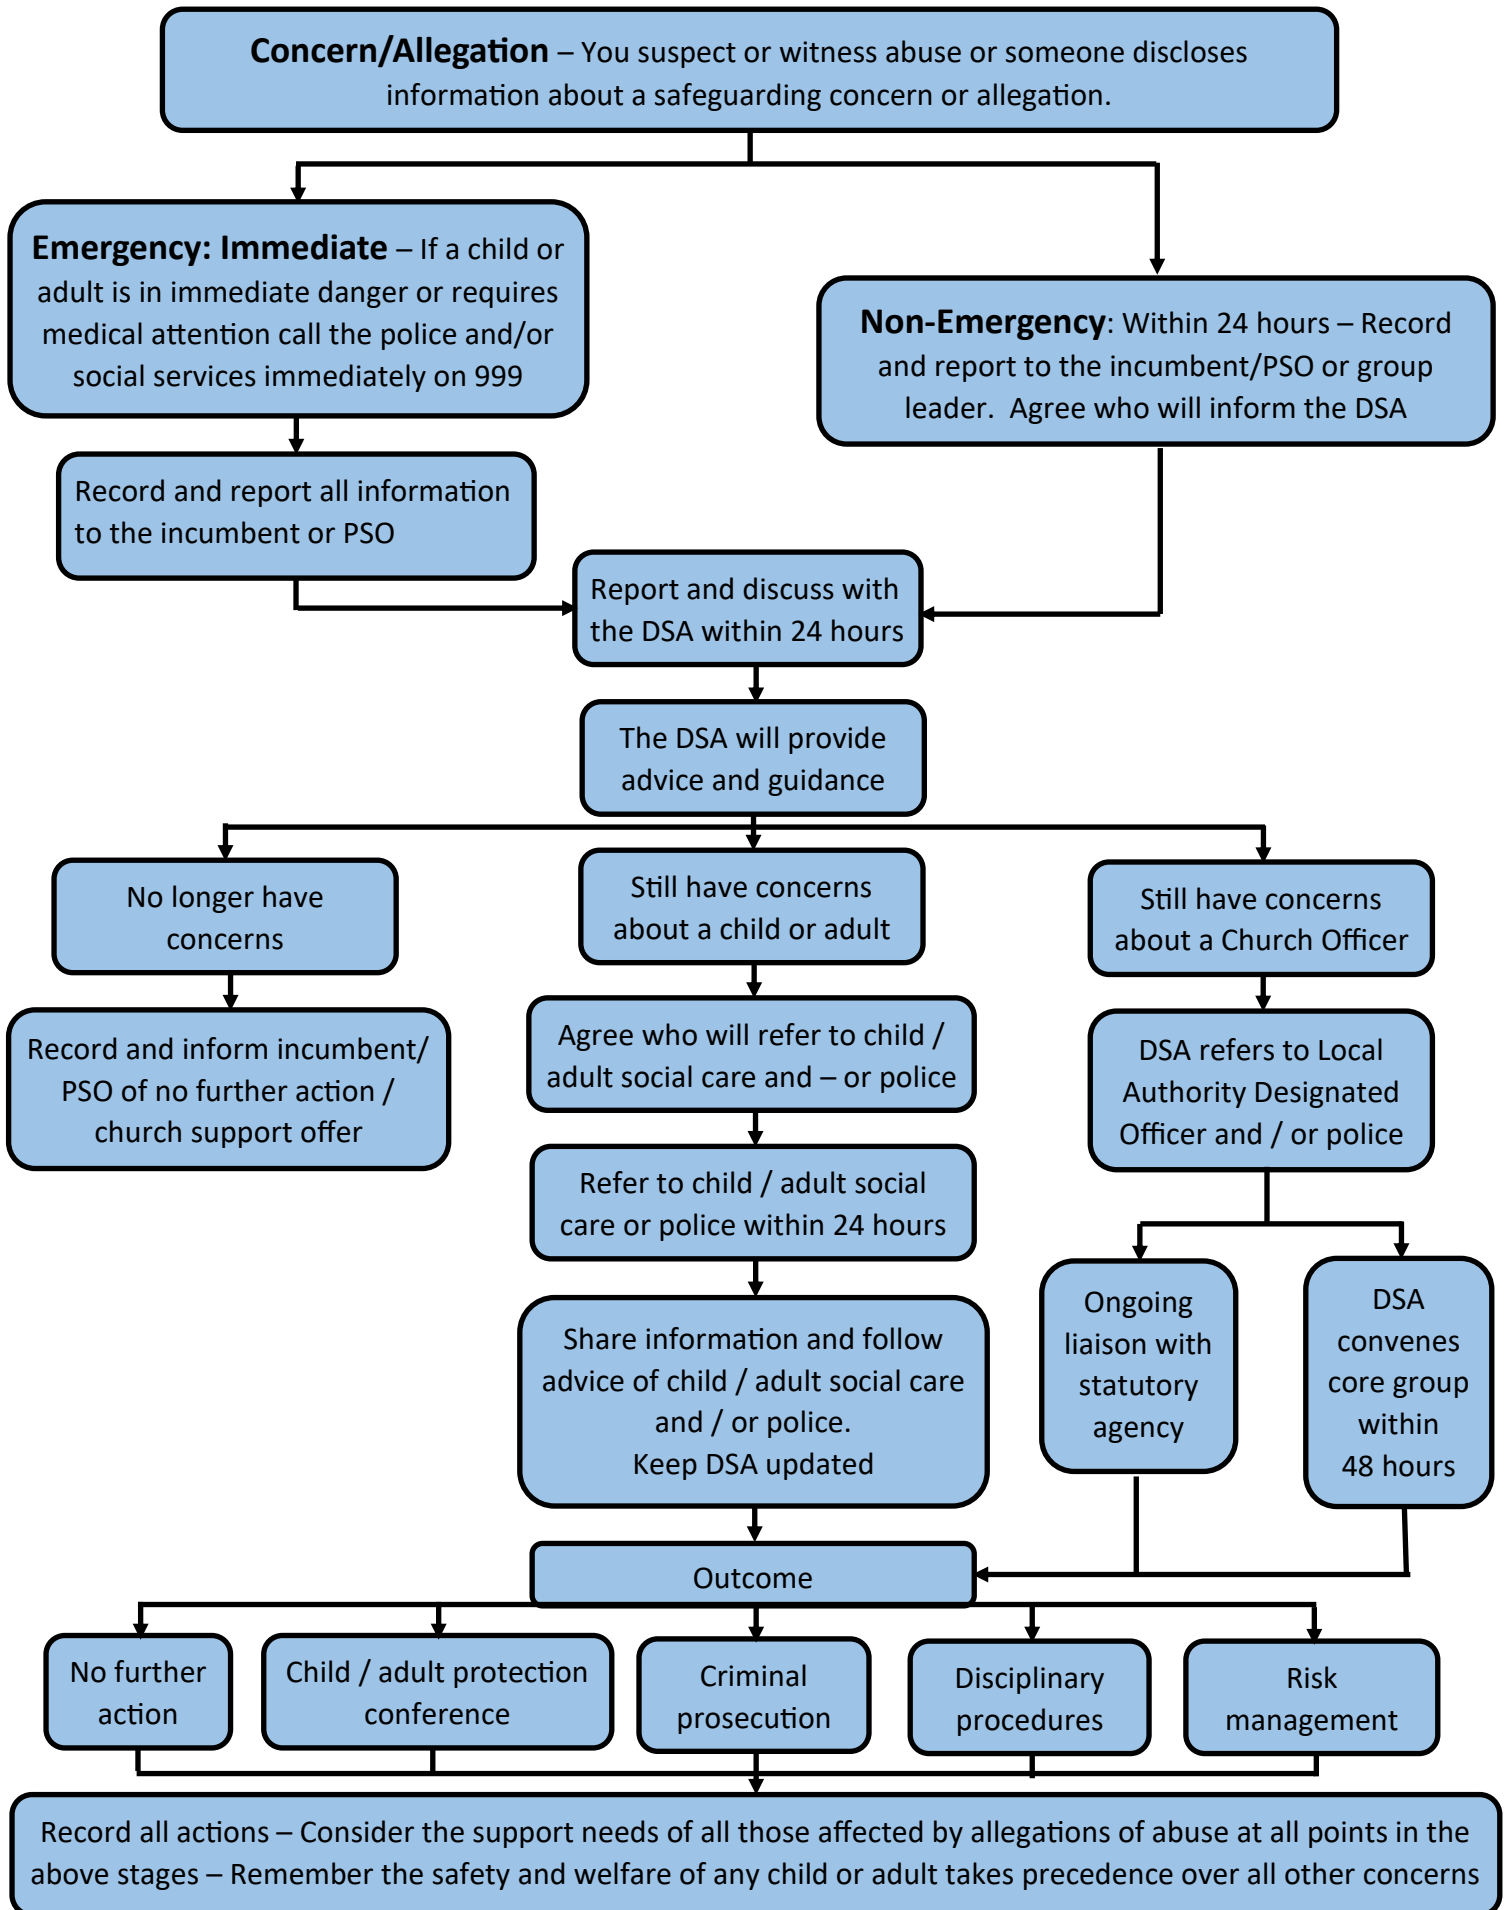 Concern/Allegation – You suspect or witness abuse or someone discloses
information about a safeguarding concern or allegation.
Emergency: Immediate – If a child or
adult is in immediate danger or requires
medical attention call the police and/or
social services immediately on 999
Non-Emergency: Within 24 hours – Record
and report to the incumbent/PSO or group
leader.  Agree who will inform the DSA
Record and report all information
to the incumbent or PSO
Report and discuss with
the DSA within 24 hours
The DSA will provide
advice and guidance
No longer have
concerns
Still have concerns
about a child or adult
Still have concerns
about a Church Officer
Record and inform incumbent/
PSO of no further action /
church support offer
Agree who will refer to child /
adult social care and – or police
DSA refers to Local
Authority Designated
Officer and / or police
Refer to child / adult social
care or police within 24 hours
Share information and follow
advice of child / adult social care
and / or police.
Keep DSA updated
Ongoing
liaison with
statutory
agency
DSA
convenes
core group
within
48 hours
Outcome
No further
action
Child / adult protection
conference
Criminal
prosecution
Disciplinary
procedures
Risk
management
Record all actions – Consider the support needs of all those affected by allegations of abuse at all points in the
above stages – Remember the safety and welfare of any child or adult takes precedence over all other concerns